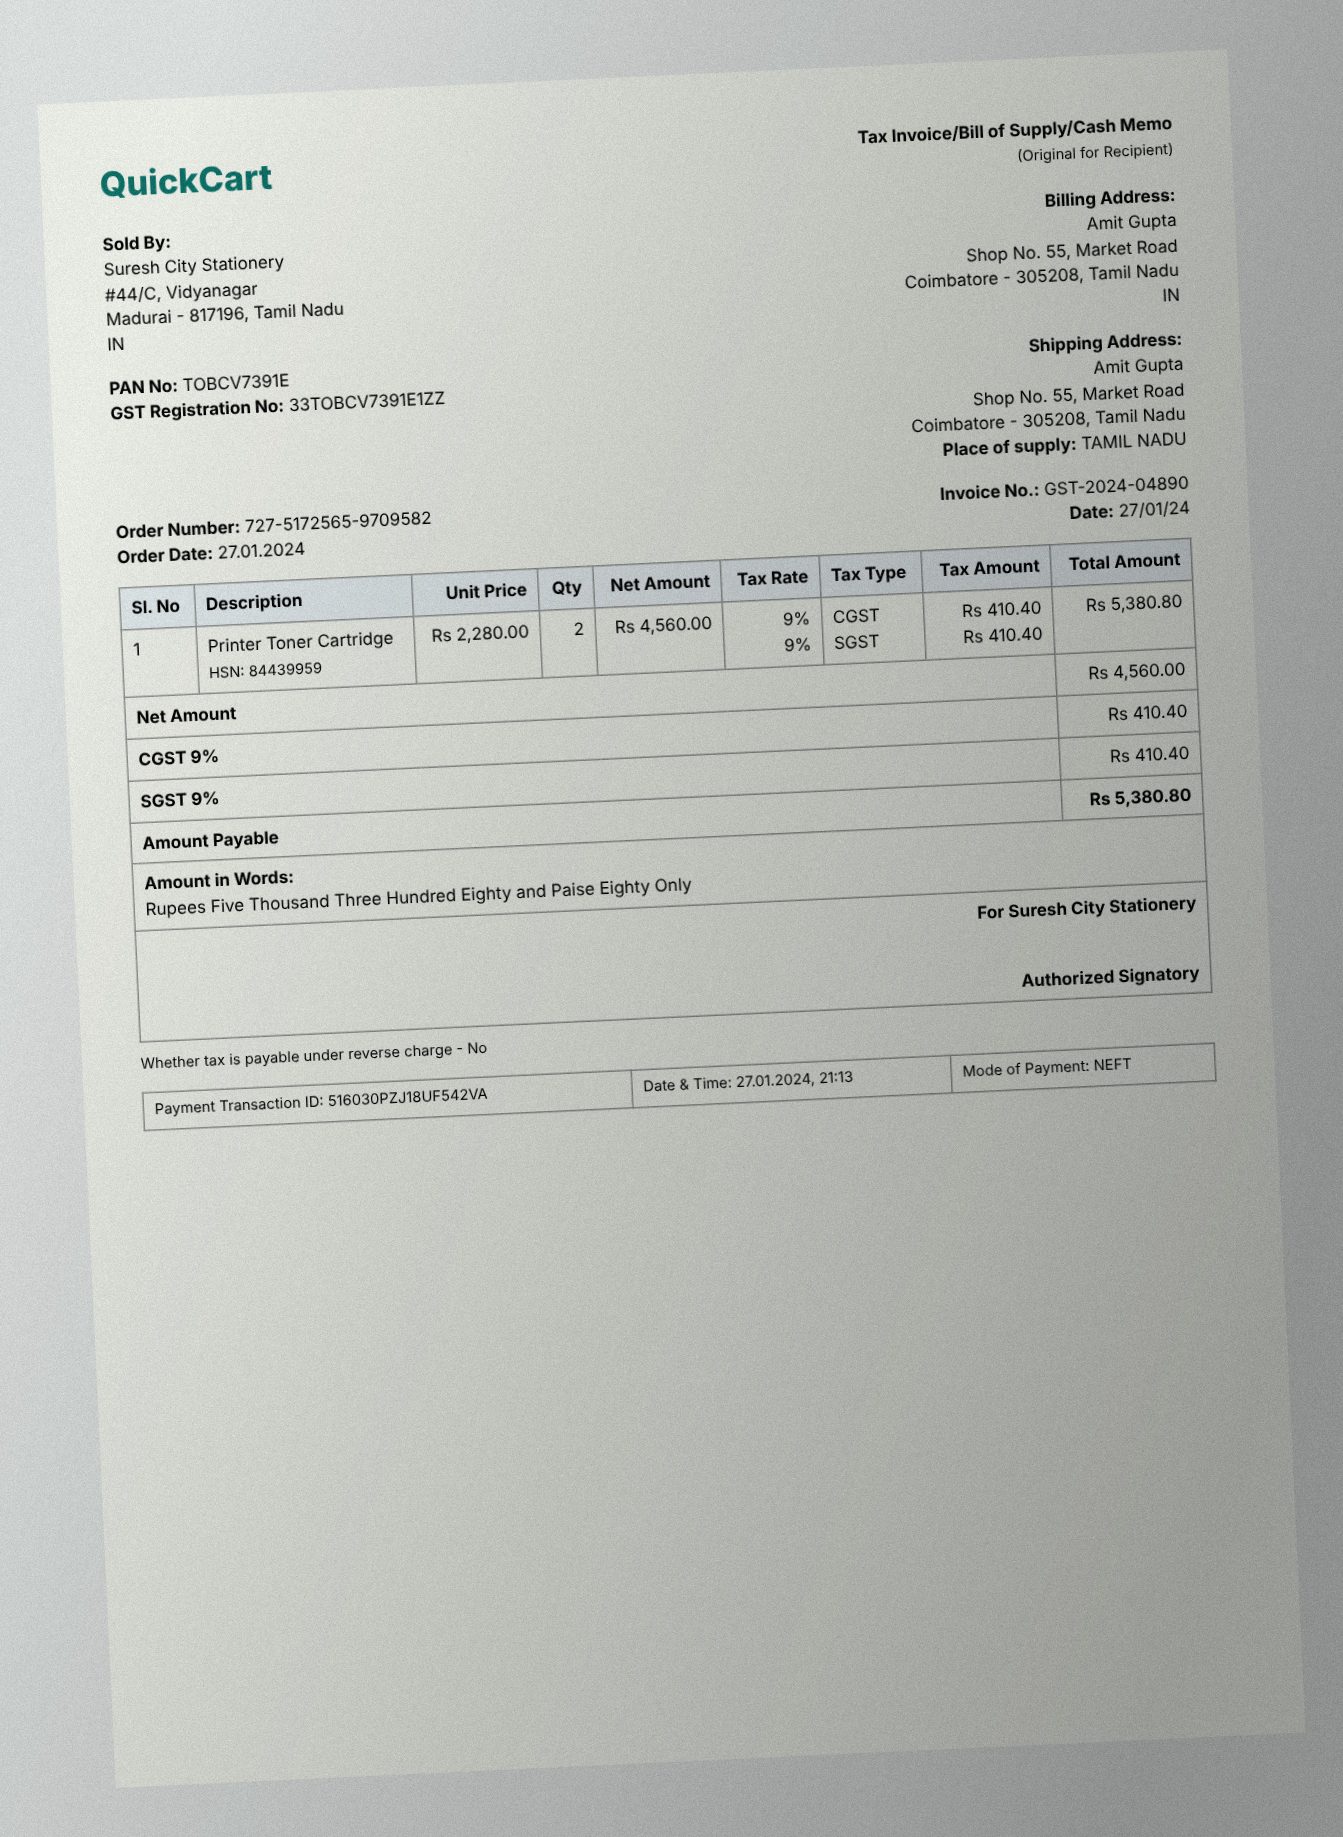 QuickCart
Tax Invoice/Bill of Supply/Cash Memo
(Original for Recipient)
Sold By:
Suresh City Stationery
#44/C, Vidyanagar
Madurai - 817196, Tamil Nadu
IN
PAN No: TOBCV7391E
GST Registration No: 33TOBCV7391E1ZZ
Billing Address:
Amit Gupta
Shop No. 55, Market Road
Coimbatore - 305208, Tamil Nadu
IN
Shipping Address:
Amit Gupta
Shop No. 55, Market Road
Coimbatore - 305208, Tamil Nadu
Place of supply: TAMIL NADU
Order Number: 727-5172565-9709582
Order Date: 27.01.2024
Invoice No.: GST-2024-04890
Date: 27/01/24
Sl. No Description Unit Price Qty Net Amount Tax Rate Tax Type Tax Amount Total Amount
1 Printer Toner Cartridge Rs 2,280.00 2 Rs 4,560.00 9% CGST Rs 410.40 Rs 5,380.80
HSN: 84439959 9% SGST Rs 410.40
Net Amount Rs 4,560.00
CGST 9% Rs 410.40
SGST 9% Rs 410.40
Amount Payable Rs 5,380.80
Amount in Words:
Rupees Five Thousand Three Hundred Eighty and Paise Eighty Only
For Suresh City Stationery
Authorized Signatory
Whether tax is payable under reverse charge - No
Payment Transaction ID: 516030PZJ18UF542VA Date & Time: 27.01.2024, 21:13 Mode of Payment: NEFT